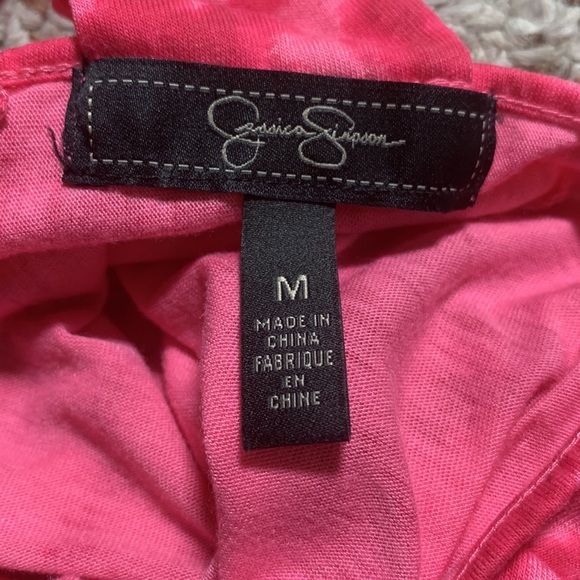 Jessica Simpson
M
MADE IN
CHINA
FABRIQUE
EN
CHINE